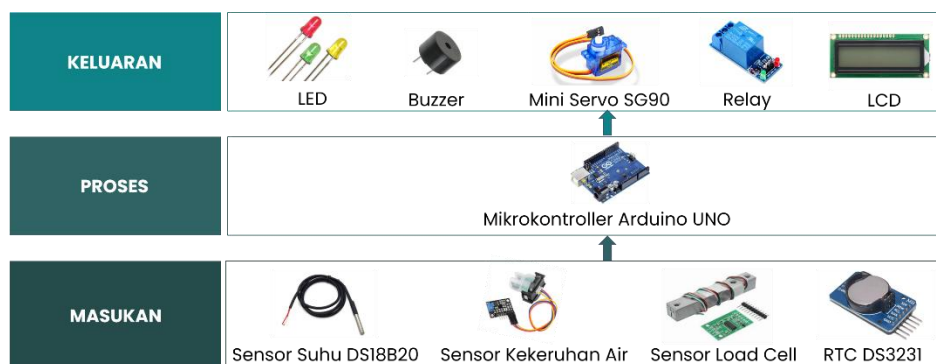 KELUARAN
LED
Buzzer
Mini Servo SG90
Relay
LCD
PROSES
Mikrokontroller Arduino UNO
MASUKAN
Sensor Suhu DS18B20
Sensor Kekeruhan Air
Sensor Load Cell
RTC DS3231